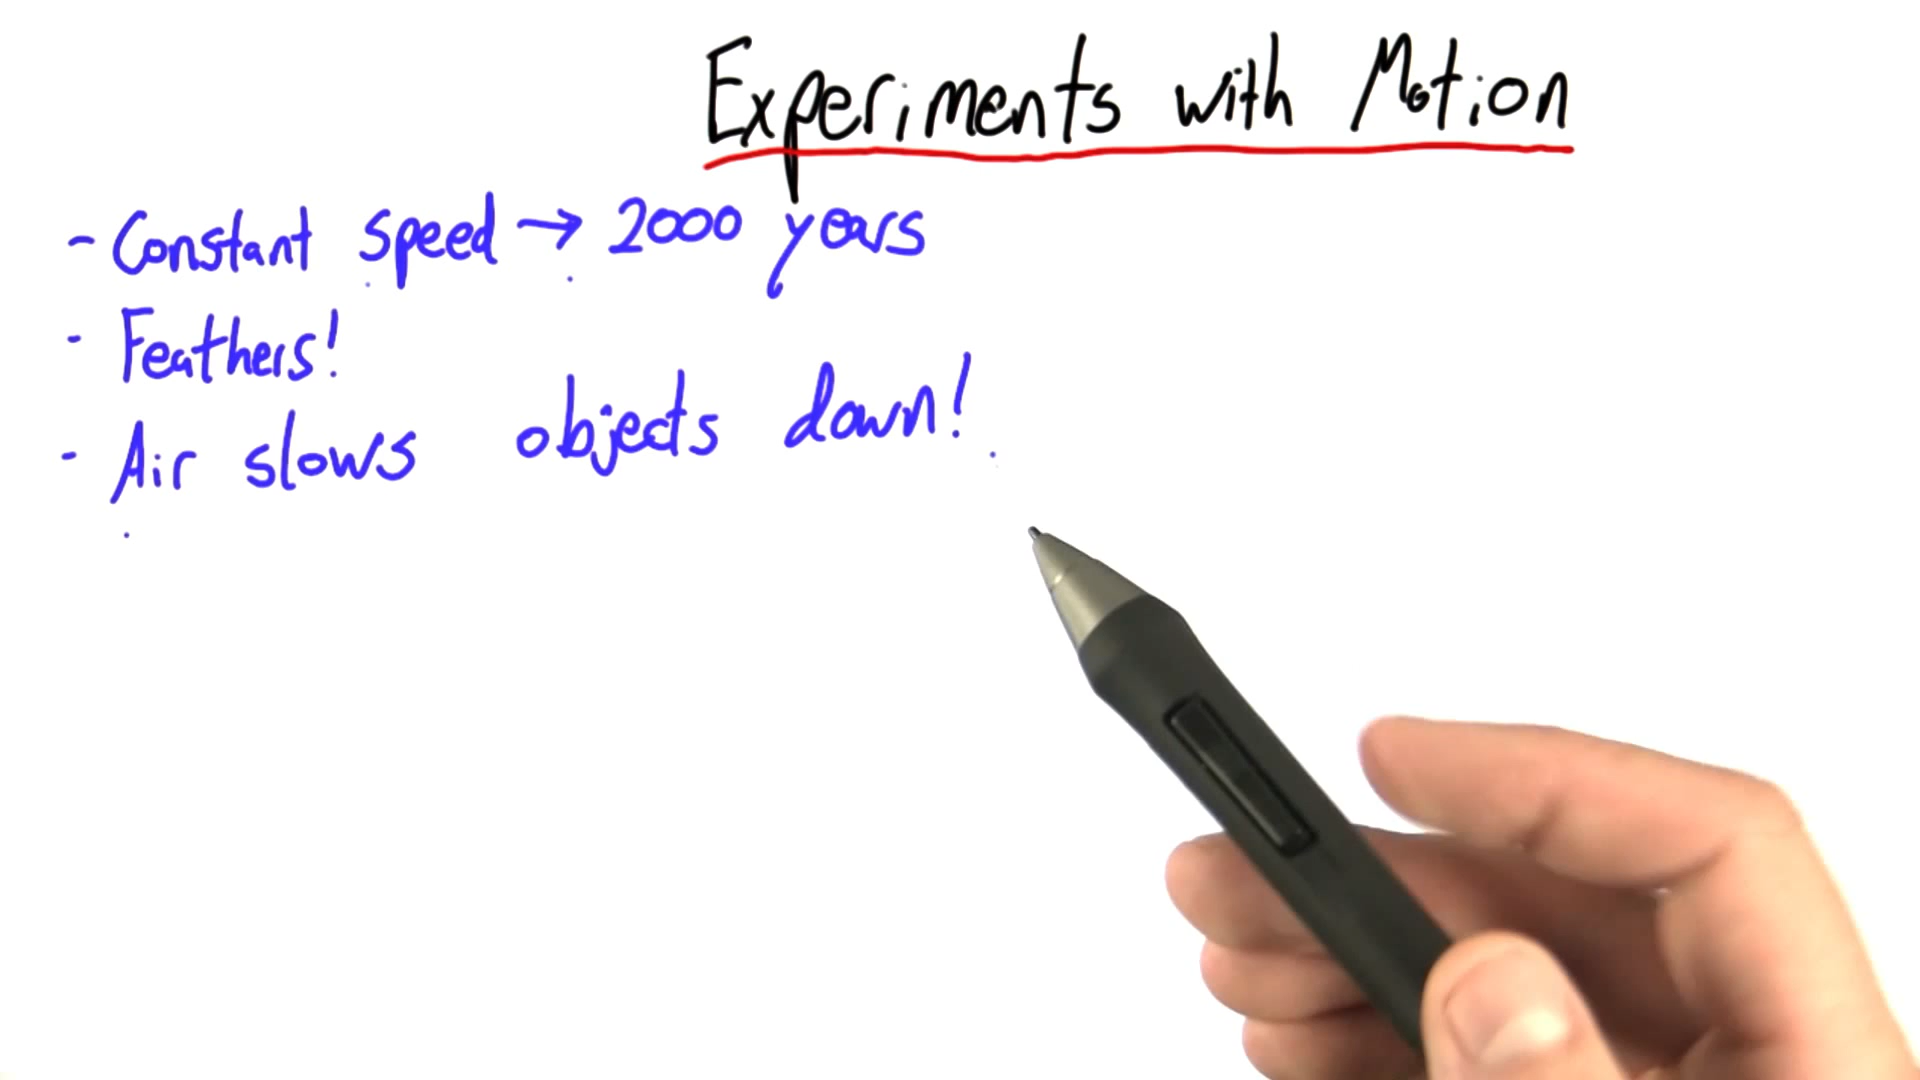 Experiments with Motion
- Constant speed → 2000 years
- Feathers!
- Air slows objects down!